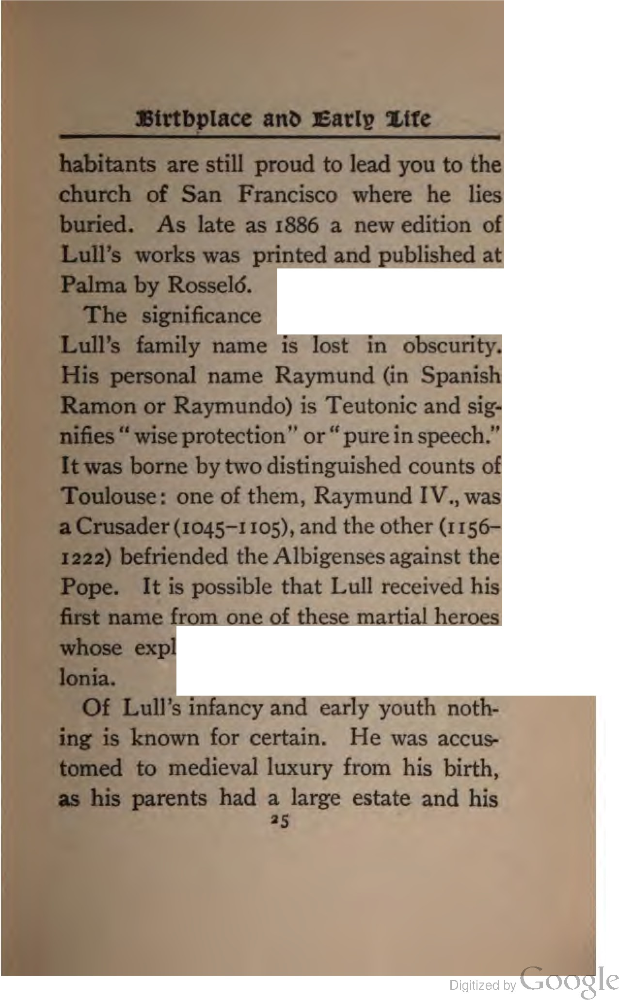 Birthplace and Early Life
habitants are still proud to lead you to the
church of San Francisco where he lies
buried. As late as 1886 a new edition of
Lull's works was printed and published at
Palma by Rosseló.
The significance
Lull's family name is lost in obscurity.
His personal name Raymund (in Spanish
Ramon or Raymundo) is Teutonic and sig-
nifies "wise protection" or "pure in speech."
It was borne by two distinguished counts of
Toulouse: one of them, Raymund IV., was
a Crusader (1045–1105), and the other (1156–
1222) befriended the Albigenses against the
Pope. It is possible that Lull received his
first name from one of these martial heroes
whose expl
lonia.
Of Lull's infancy and early youth noth-
ing is known for certain. He was accus-
tomed to medieval luxury from his birth,
as his parents had a large estate and his
25
Digitized by Google